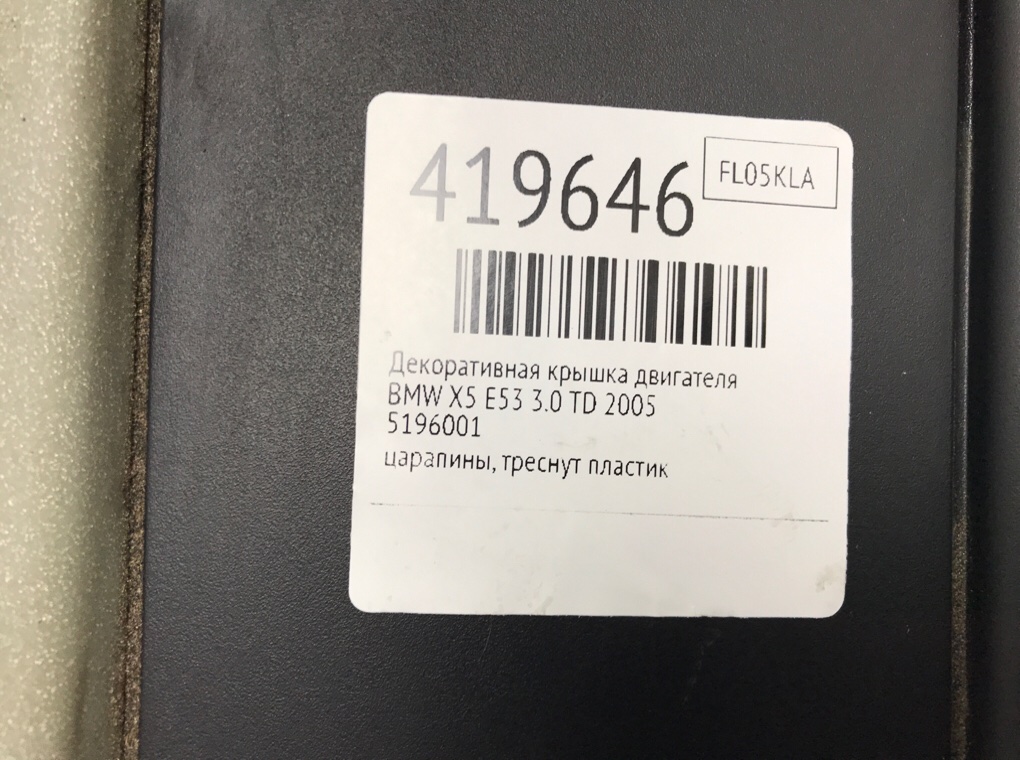 419646
FL05KLA
Декоративная крышка двигателя
BMW X5 E53 3.0 TD 2005
5196001
царапины, треснут пластик